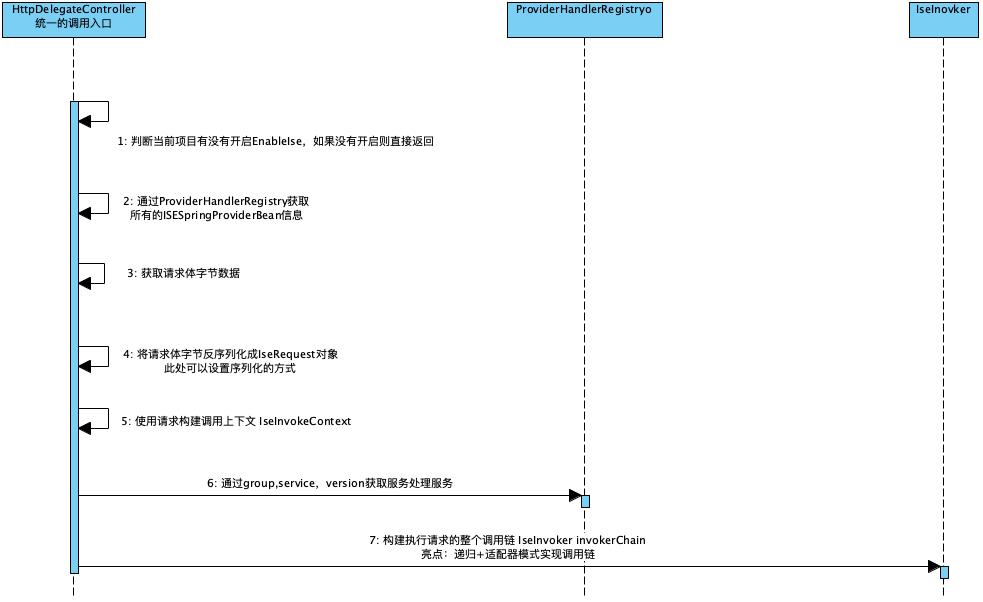 HttpDelegateController
统一的调用入口
ProviderHandlerRegistryo
IseInovker
1: 判断当前项目有没有开启EnableIse，如果没有开启则直接返回
2: 通过ProviderHandlerRegistry获取
所有的ISESpringProviderBean信息
3: 获取请求体字节数据
4: 将请求体字节反序列化成IseRequest对象
此处可以设置序列化的方式
5: 使用请求构建调用上下文 IseInvokeContext
6: 通过group,service，version获取服务处理服务
7: 构建执行请求的整个调用链 IseInvoker invokerChain
亮点：递归+适配器模式实现调用链